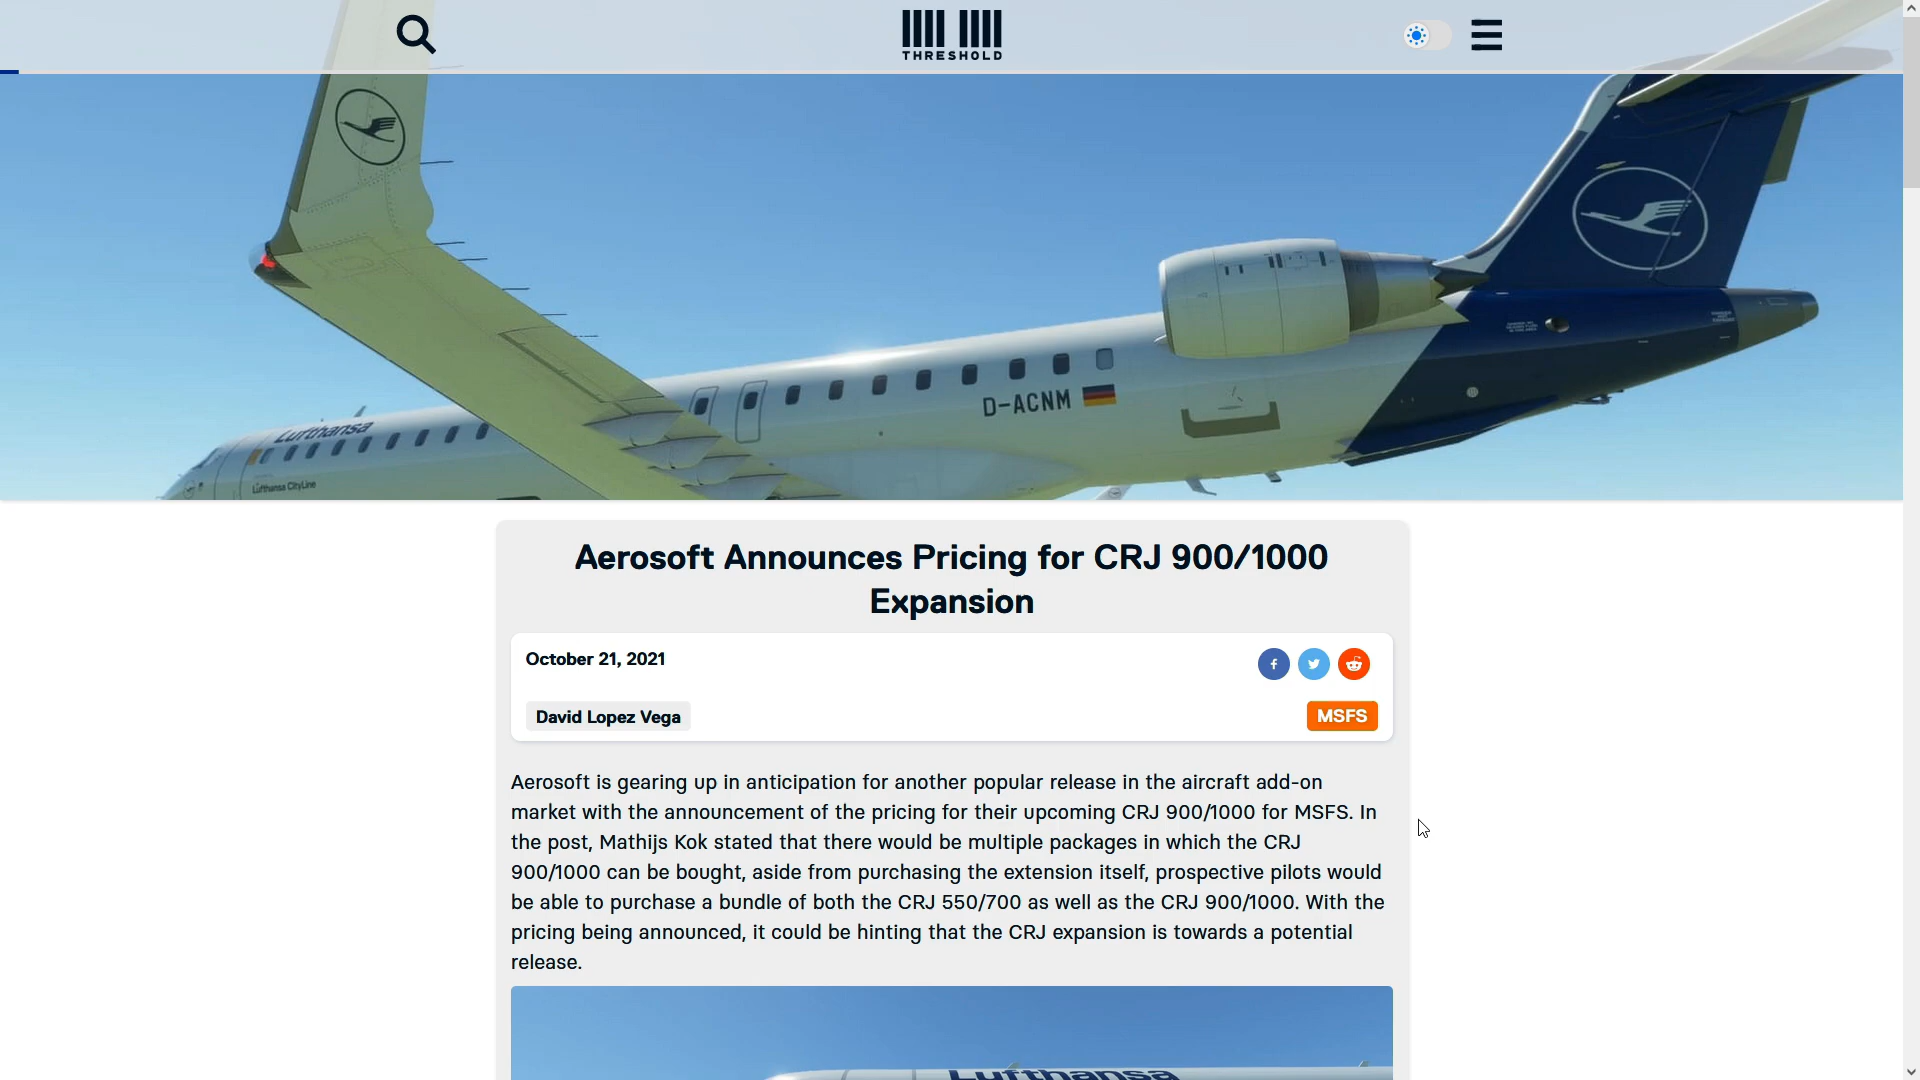 THRESHOLD
D-ACNM
Lufthansa
Lufthansa CityLine
Aerosoft Announces Pricing for CRJ 900/1000
Expansion
October 21, 2021
David Lopez Vega
MSFS
Aerosoft is gearing up in anticipation for another popular release in the aircraft add-on
market with the announcement of the pricing for their upcoming CRJ 900/1000 for MSFS. In
the post, Mathijs Kok stated that there would be multiple packages in which the CRJ
900/1000 can be bought, aside from purchasing the extension itself, prospective pilots would
be able to purchase a bundle of both the CRJ 550/700 as well as the CRJ 900/1000. With the
pricing being announced, it could be hinting that the CRJ expansion is towards a potential
release.
Lufthansa